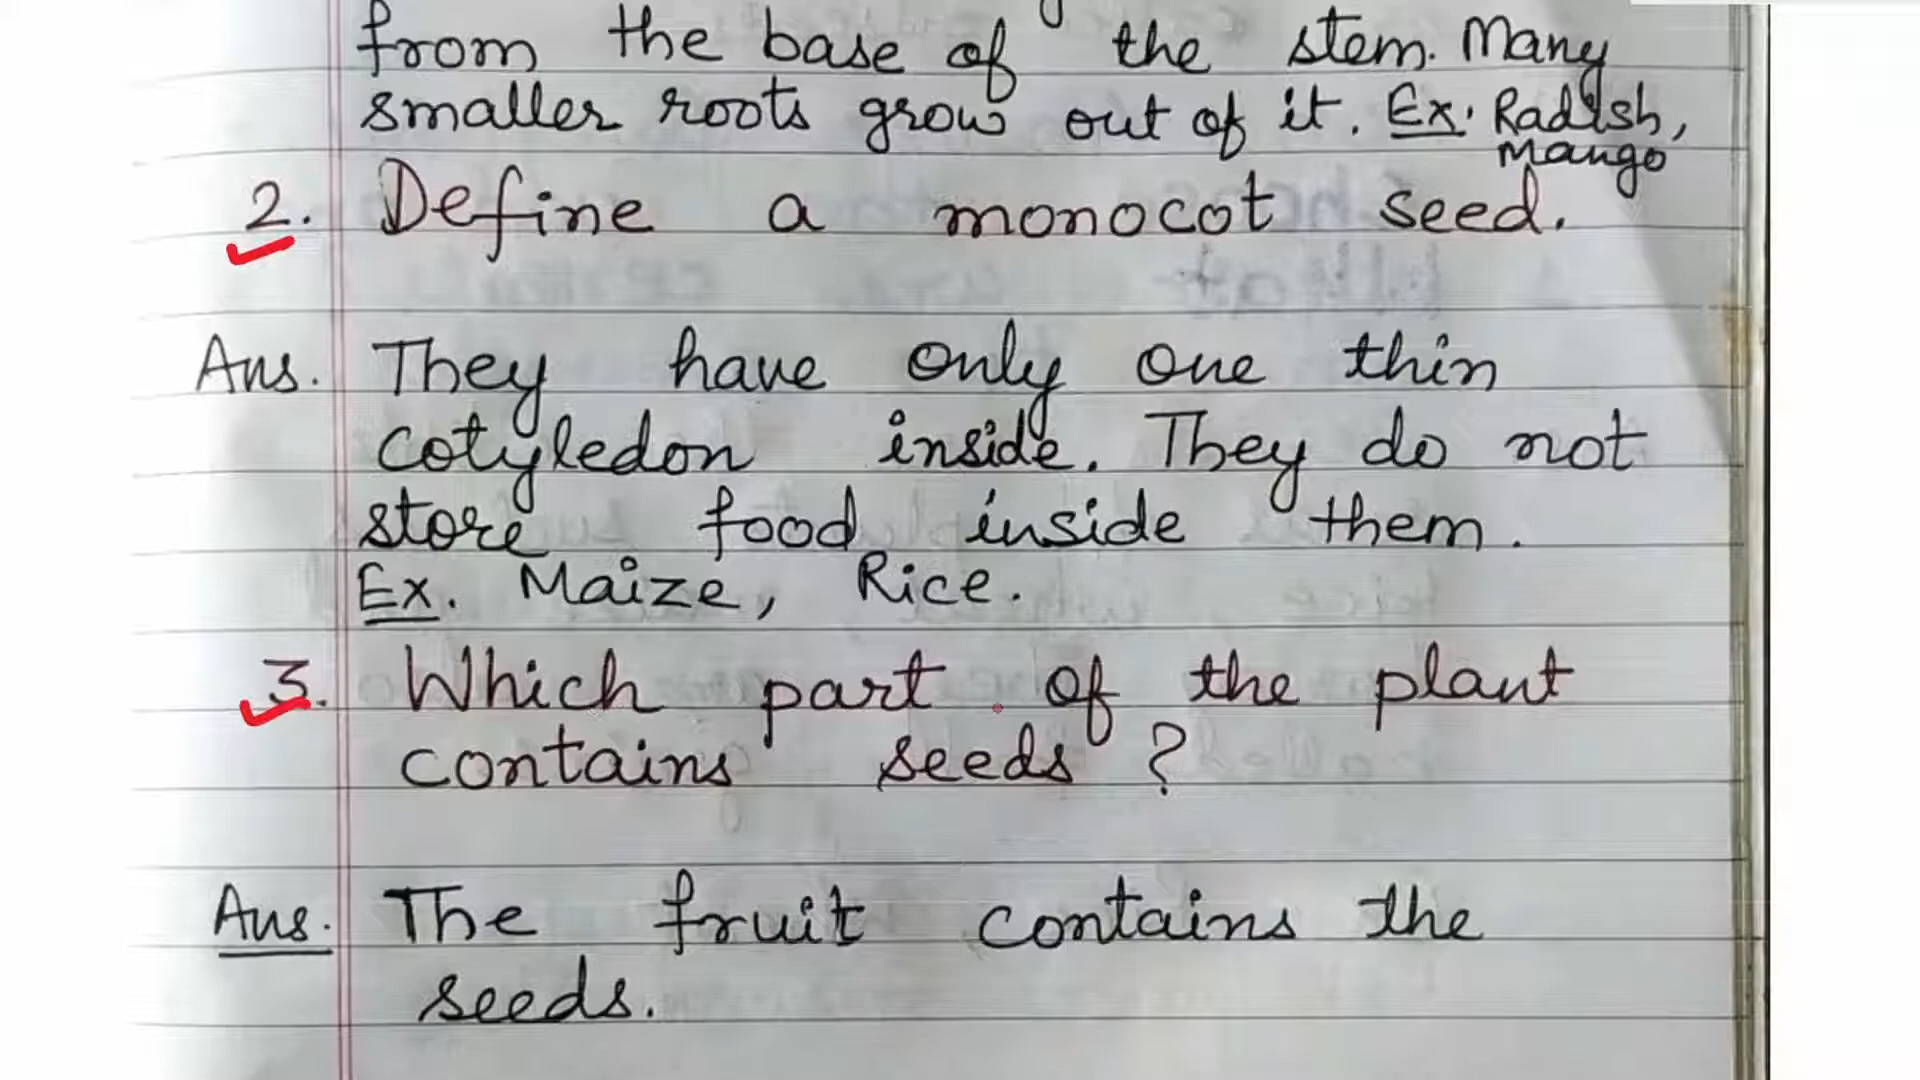 from the base of the stem. Many
smaller roots grow out of it. Ex. Radish,
Mango
2. Define a monocot seed.
Ans. They have only one thin
cotyledon inside. They do not
store food inside them.
Ex. Maize, Rice.
3. Which part of the plant
contains seeds ?
Ans. The fruit contains the
seeds.